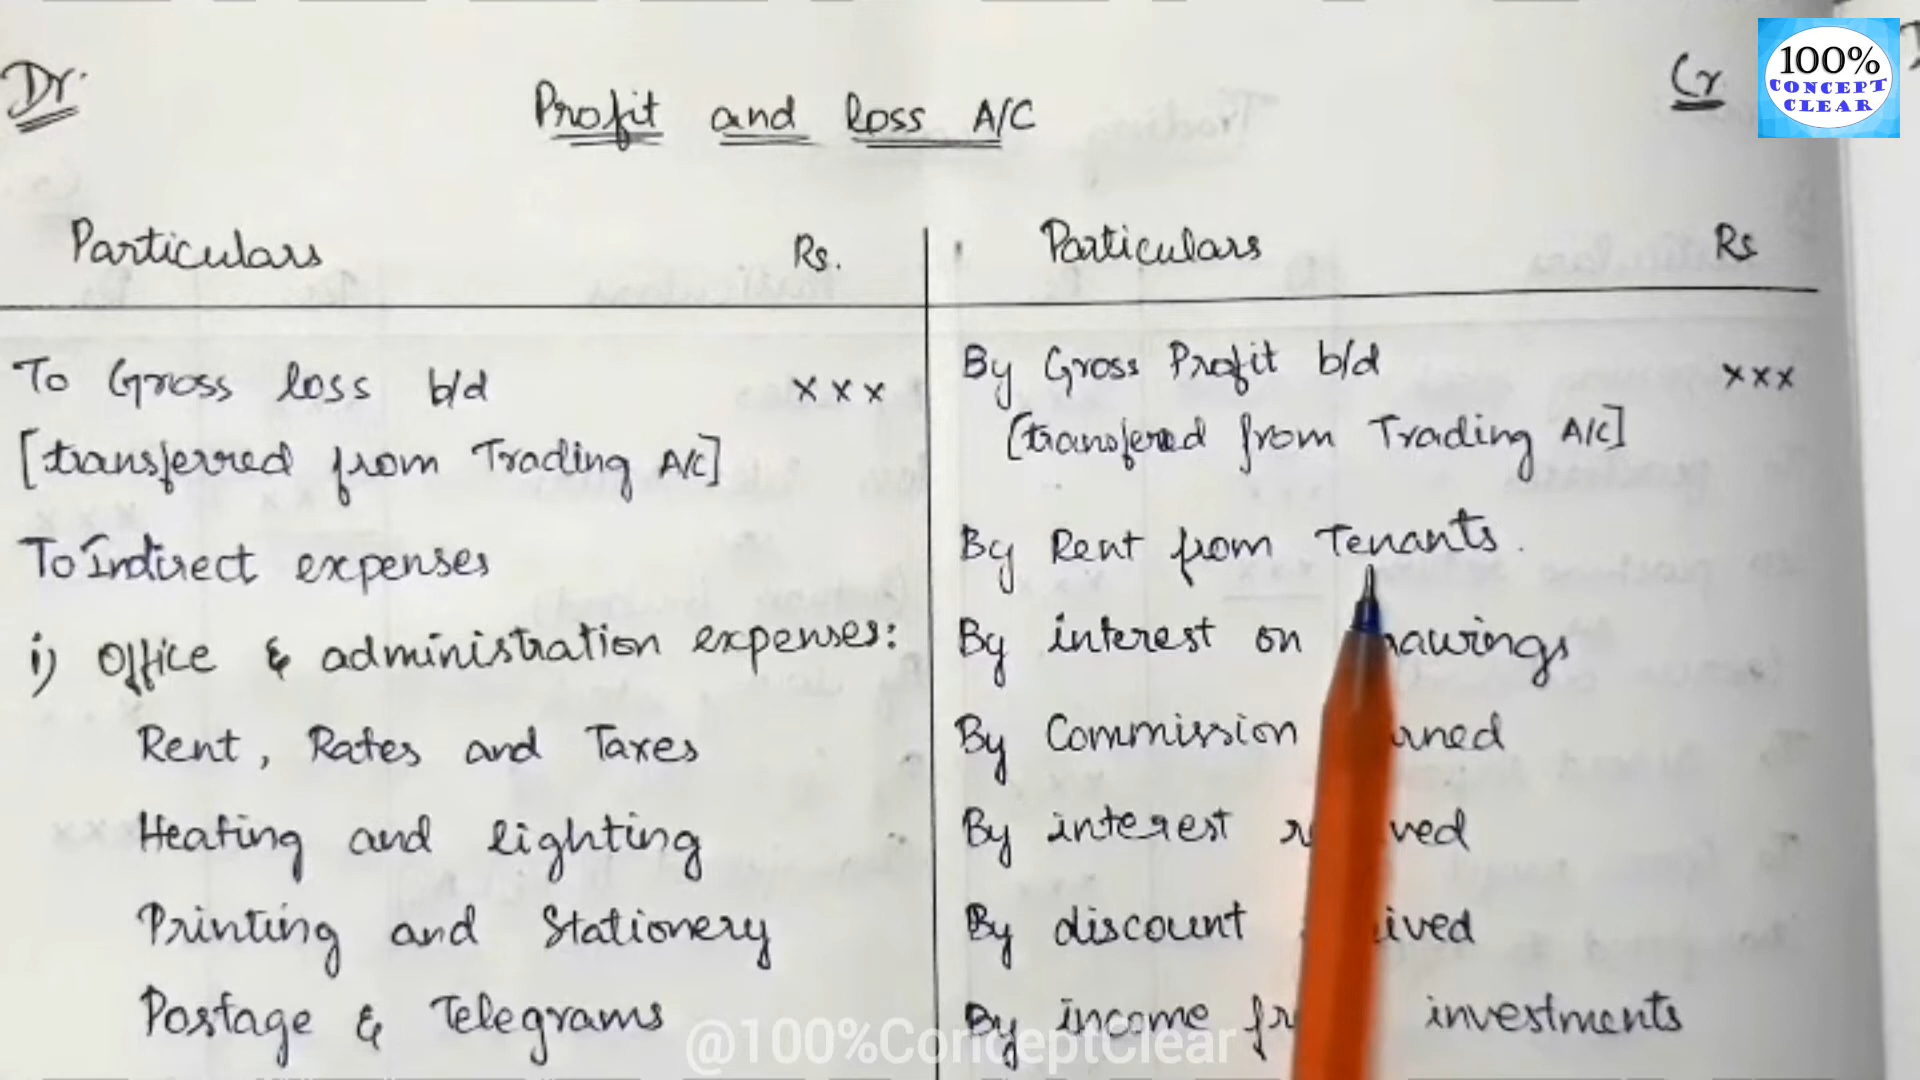 Dr.
Profit and loss A/C
Cr
100%
CONCEPT
CLEAR
Particulars Rs.
To Gross loss b/d xxx
[transferred from Trading A/C]
To Indirect expenses
i) Office & administration expenses:
Rent, Rates and Taxes
Heating and lighting
Printing and Stationery
Postage & Telegrams
Particulars Rs
By Gross Profit b/d xxx
[transfered from Trading A/C]
By Rent from Tenants.
By interest on
By Commission
By interest
By discount
By income investments
@100%ConceptClear